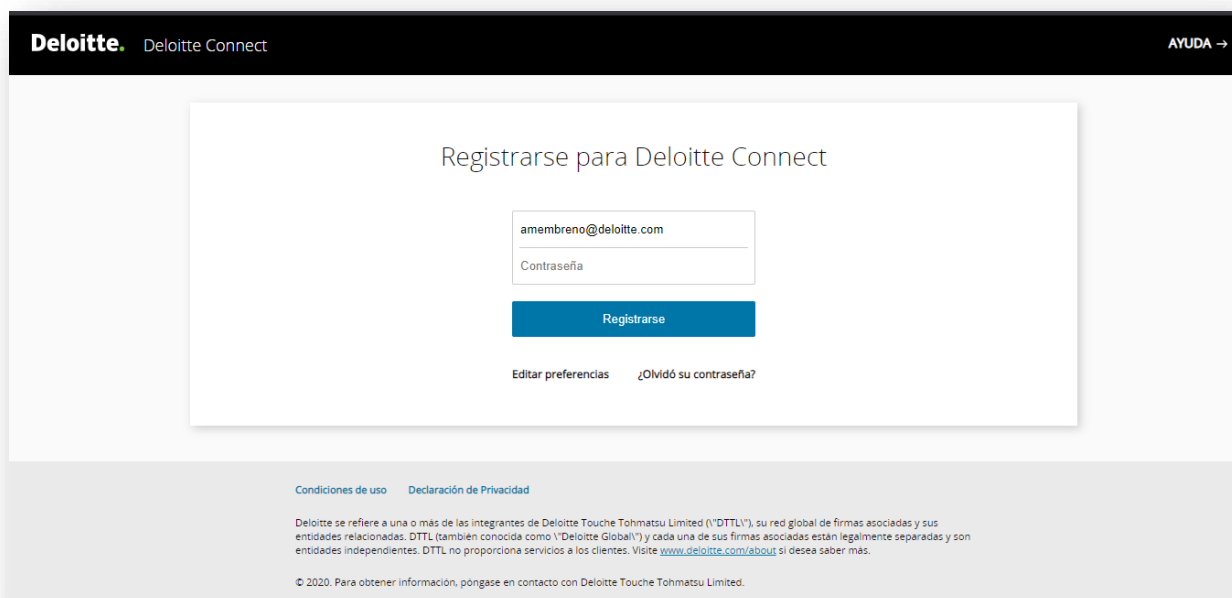 Deloitte. Deloitte Connect AYUDA →
Registrarse para Deloitte Connect
amembreno@deloitte.com
Contraseña
Registrarse
Editar preferencias ¿Olvidó su contraseña?
Condiciones de uso Declaración de Privacidad
Deloitte se refiere a una o más de las integrantes de Deloitte Touche Tohmatsu Limited (\"DTTL\"), su red global de firmas asociadas y sus
entidades relacionadas. DTTL (también conocida como \"Deloitte Global\") y cada una de sus firmas asociadas están legalmente separadas y son
entidades independientes. DTTL no proporciona servicios a los clientes. Visite www.deloitte.com/about si desea saber más.
© 2020. Para obtener información, póngase en contacto con Deloitte Touche Tohmatsu Limited.